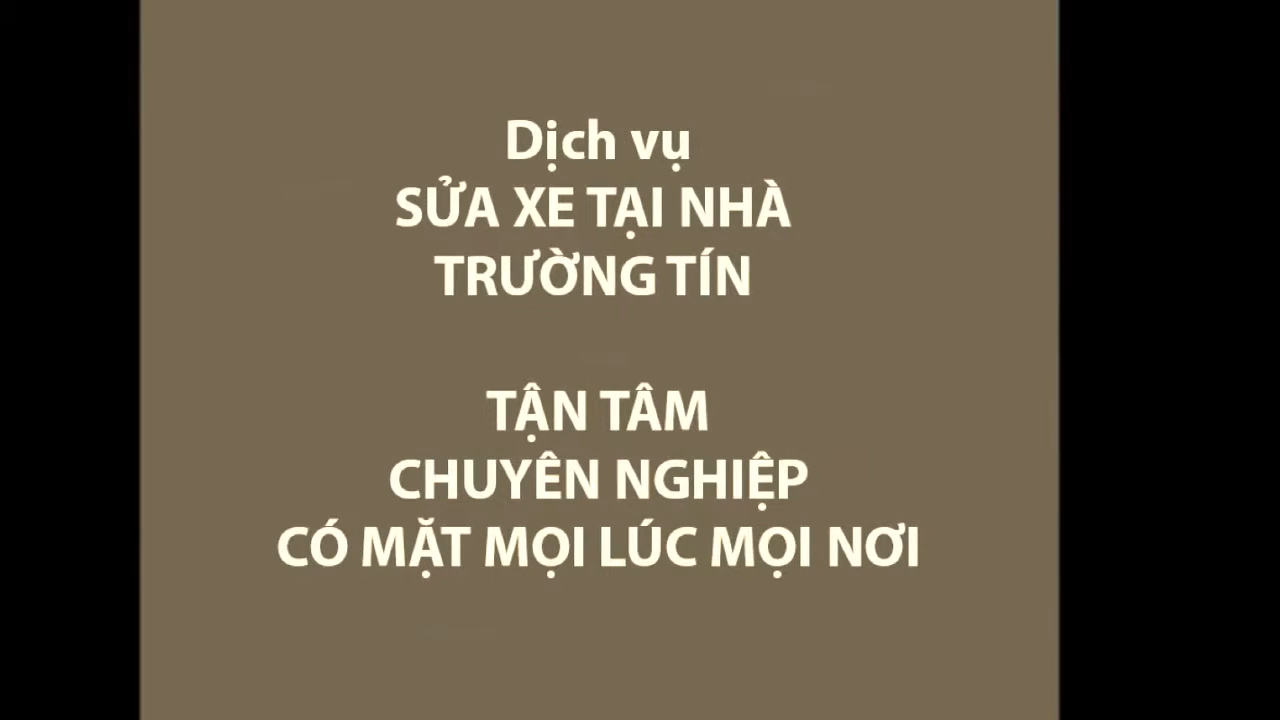 Dịch vụ
SỬA XE TẠI NHÀ
TRƯỜNG TÍN
TẬN TÂM
CHUYÊN NGHIỆP
CÓ MẶT MỌI LÚC MỌI NƠI